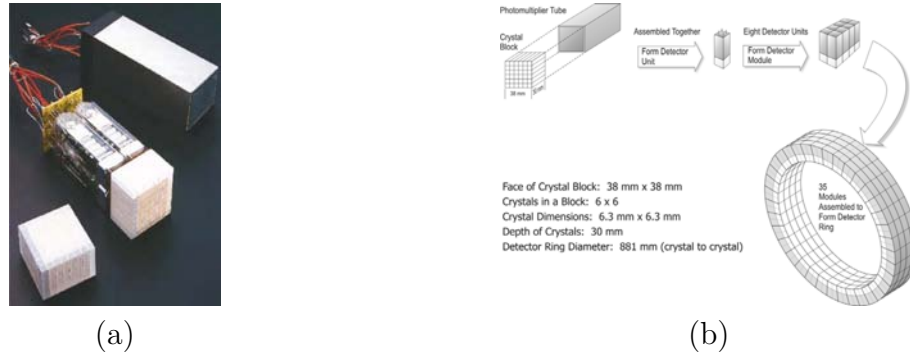 Photomultiplier Tube
Crystal
Block
38 mm
30 mm
Assembled Together
Form Detector
Unit
Eight Detector Units
Form Detector
Module
35
Modules
Assembled to
Form Detector
Ring
Face of Crystal Block: 38 mm x 38 mm
Crystals in a Block: 6 x 6
Crystal Dimensions: 6.3 mm x 6.3 mm
Depth of Crystals: 30 mm
Detector Ring Diameter: 881 mm (crystal to crystal)
(a)
(b)